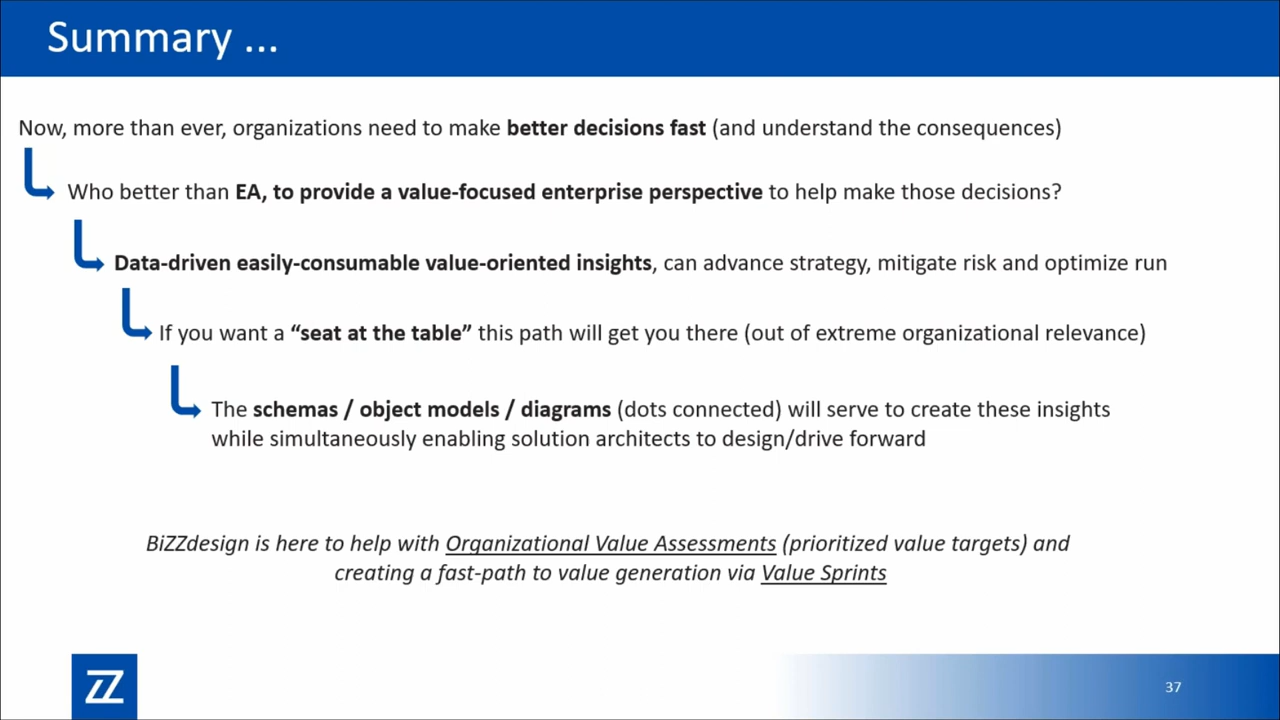 Summary ...
Now, more than ever, organizations need to make better decisions fast (and understand the consequences)
Who better than EA, to provide a value-focused enterprise perspective to help make those decisions?
Data-driven easily-consumable value-oriented insights, can advance strategy, mitigate risk and optimize run
If you want a “seat at the table” this path will get you there (out of extreme organizational relevance)
The schemas / object models / diagrams (dots connected) will serve to create these insights
while simultaneously enabling solution architects to design/drive forward
BiZZdesign is here to help with Organizational Value Assessments (prioritized value targets) and
creating a fast-path to value generation via Value Sprints
ZZ
37